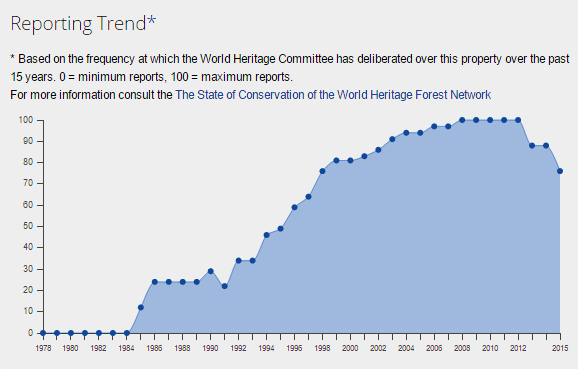 Reporting Trend*
* Based on the frequency at which the World Heritage Committee has deliberated over this property over the past
15 years. 0 = minimum reports, 100 = maximum reports.
For more information consult the The State of Conservation of the World Heritage Forest Network
100
90
80
70
60
50
40
30
20
10
0
1978 1980 1982 1984 1986 1988 1990 1992 1994 1996 1998 2000 2002 2004 2006 2008 2010 2012 2015